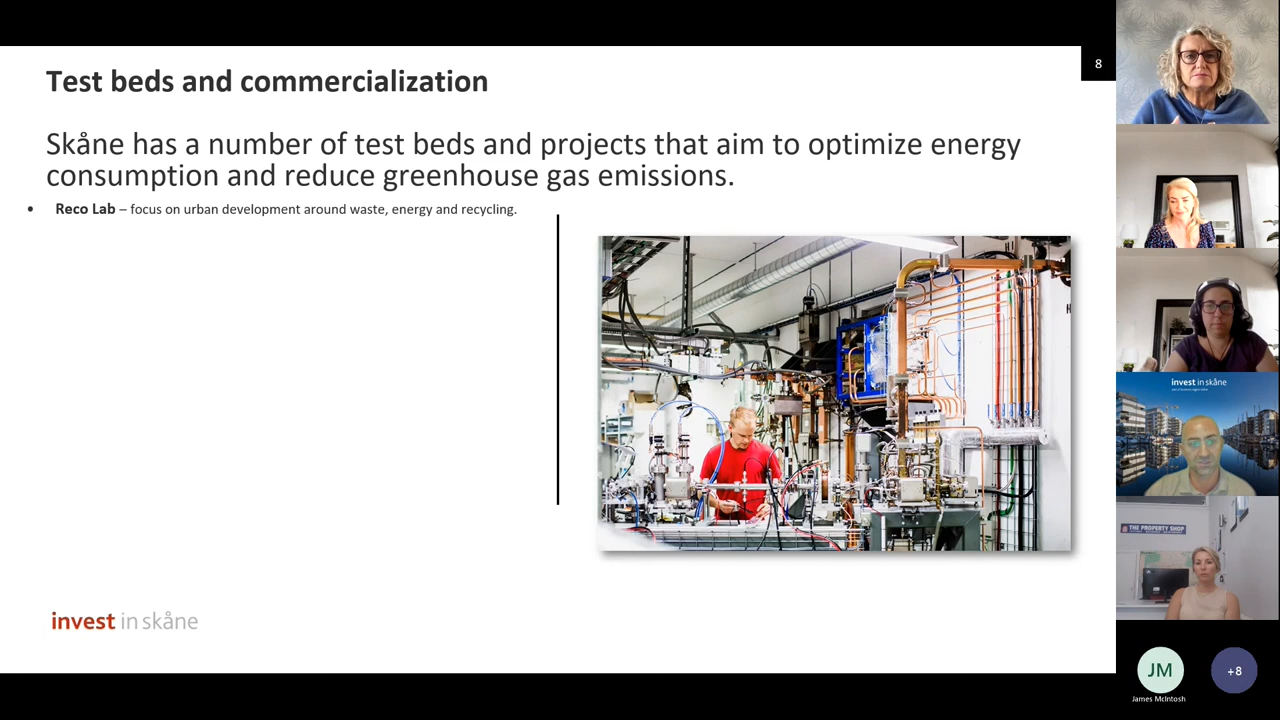 Test beds and commercialization
8
Skåne has a number of test beds and projects that aim to optimize energy
consumption and reduce greenhouse gas emissions.
• Reco Lab – focus on urban development around waste, energy and recycling.
invest in skåne
invest in skåne
THE PROPERTY SHOP
JM
+8
James McIntosh